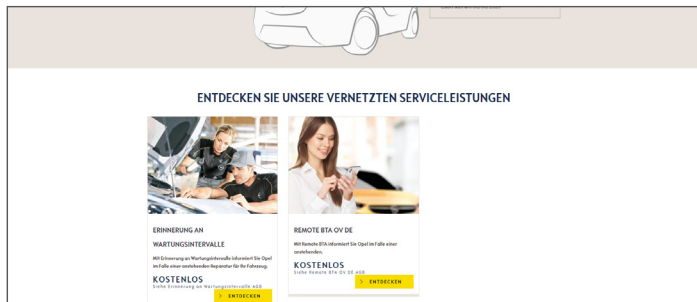 ENTDECKEN SIE UNSERE VERNETZTEN SERVICELEISTUNGEN
ERINNERUNG AN
WARTUNGSINTERVALLE
Mit Erinnerung an Wartungsintervalle informiert Sie Opel
im Falle einer anstehenden Reparatur für Ihr Fahrzeug.
KOSTENLOS
Siehe Erinnerung an Wartungsintervalle AGB
> ENTDECKEN
REMOTE BTA OV DE
Mit Remote BTA informiert Sie Opel im Falle einer
anstehenden.
KOSTENLOS
Siehe Remote BTA OV DE AGB
> ENTDECKEN